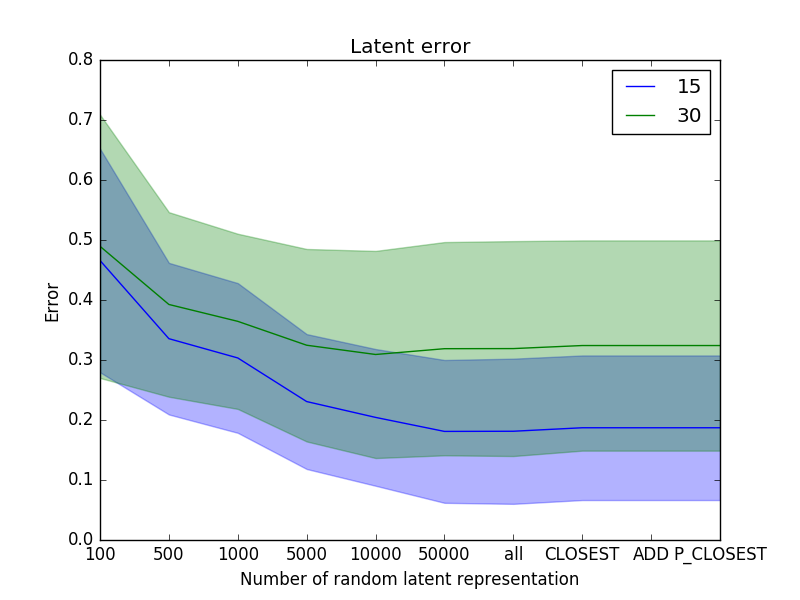 Latent error
15
30
0.8
0.7
0.6
0.5
0.4
0.3
0.2
0.1
0.0
Error
100 500 1000 5000 10000 50000 all CLOSEST ADD P_CLOSEST
Number of random latent representation